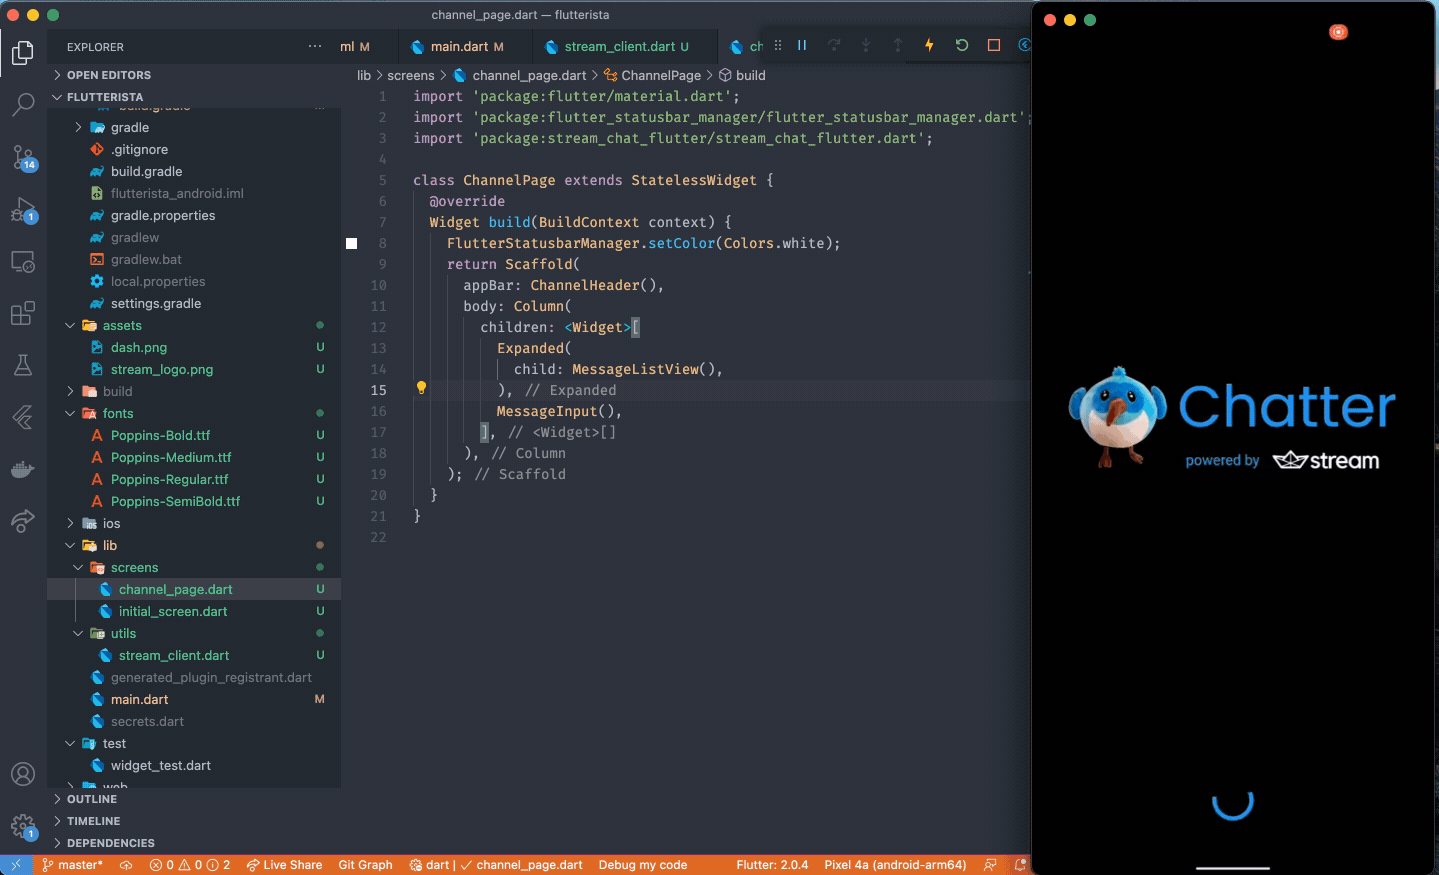 channel_page.dart — flutterista
EXPLORER
ml M
main.dart M
stream_client.dart U
ch
OPEN EDITORS
FLUTTERISTA
build.gradle
gradle
.gitignore
build.gradle
flutterista_android.iml
gradle.properties
gradlew
gradlew.bat
local.properties
settings.gradle
assets
dash.png U
stream_logo.png U
build
fonts
Poppins-Bold.ttf U
Poppins-Medium.ttf U
Poppins-Regular.ttf U
Poppins-SemiBold.ttf U
ios
lib
screens
channel_page.dart U
initial_screen.dart U
utils
stream_client.dart U
generated_plugin_registrant.dart
main.dart M
secrets.dart
test
widget_test.dart
web
OUTLINE
TIMELINE
DEPENDENCIES
14
1
1
lib > screens > channel_page.dart > ChannelPage > build
1 import 'package:flutter/material.dart';
2 import 'package:flutter_statusbar_manager/flutter_statusbar_manager.dart';
3 import 'package:stream_chat_flutter/stream_chat_flutter.dart';
4
5 class ChannelPage extends StatelessWidget {
6 @override
7 Widget build(BuildContext context) {
8 FlutterStatusbarManager.setColor(Colors.white);
9 return Scaffold(
10 appBar: ChannelHeader(),
11 body: Column(
12 children: <Widget>[
13 Expanded(
14 child: MessageListView(),
15 ), // Expanded
16 MessageInput(),
17 ], // <Widget>[]
18 ), // Column
19 ); // Scaffold
20 }
21 }
22
Chatter
powered by stream
master* 0 0 2 Live Share Git Graph dart | ✓ channel_page.dart Debug my code Flutter: 2.0.4 Pixel 4a (android-arm64)